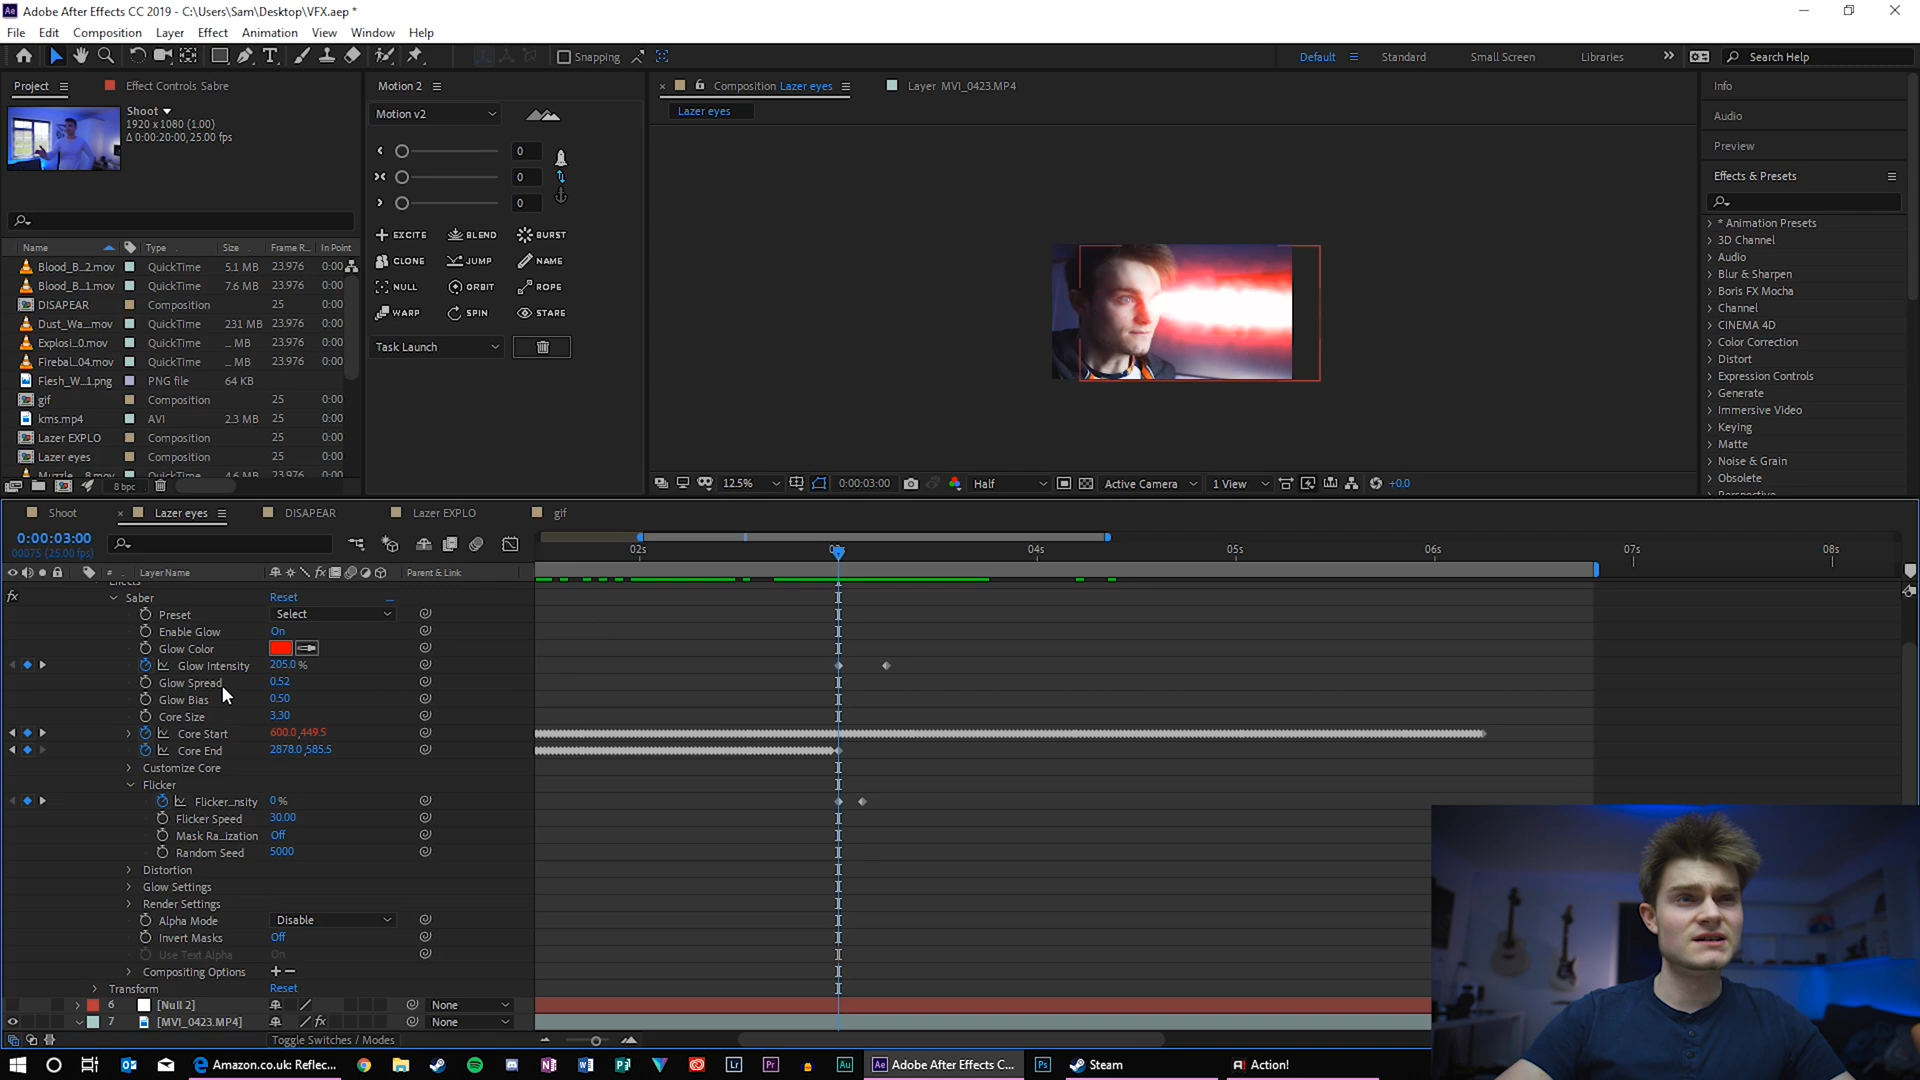 Adobe After Effects CC 2019 - C:\Users\Sam\Desktop\VFX.aep *
File Edit Composition Layer Effect Animation View Window Help
Snapping
Default Standard Small Screen Libraries Search Help
Project Effect Controls Sabre
Shoot
1920 x 1080 (1.00)
Δ 0:00:20:00, 25.00 fps
Name Type Size Frame R... In Point
Blood_B...2.mov QuickTime 5.1 MB 23.976 0:00
Blood_B...1.mov QuickTime 7.6 MB 23.976 0:00
DISAPEAR Composition 25 0:00
Dust_Wa...mov QuickTime 231 MB 23.976 0:00
Explosi...0.mov QuickTime ... MB 23.976 0:00
Firebal...04.mov QuickTime ... MB 23.976 0:00
Flesh_W...1.png PNG file 64 KB
gif Composition 25 0:00
kms.mp4 AVI 2.3 MB 25 0:00
Lazer EXPLO Composition 25 0:00
Lazer eyes Composition 25 0:00
Muzzle...8.mov QuickTime 4.6 MB 23.976 0:00
8 bpc
Motion 2
Motion v2
0
0
0
EXCITE BLEND BURST
CLONE JUMP NAME
NULL ORBIT ROPE
WARP SPIN STARE
Task Launch
Composition Lazer eyes Layer MVI_0423.MP4
Lazer eyes
12.5% 0:00:03:00 Half Active Camera 1 View +0.0
Info
Audio
Preview
Effects & Presets
* Animation Presets
3D Channel
Audio
Blur & Sharpen
Boris FX Mocha
Channel
CINEMA 4D
Color Correction
Distort
Expression Controls
Generate
Immersive Video
Keying
Matte
Noise & Grain
Obsolete
Perspective
Shoot Lazer eyes DISAPEAR Lazer EXPLO gif
0:00:03:00
00075 (25.00 fps)
02s 04s 05s 06s 07s 08s
# Layer Name Parent & Link
Effects
fx Saber Reset
Preset Select
Enable Glow On
Glow Color
Glow Intensity 205.0 %
Glow Spread 0.52
Glow Bias 0.50
Core Size 3.30
Core Start 600.0,449.5
Core End 2878.0,585.5
Customize Core
Flicker
Flicker...nsity 0 %
Flicker Speed 30.00
Mask Ra...ization Off
Random Seed 5000
Distortion
Glow Settings
Render Settings
Alpha Mode Disable
Invert Masks Off
Use Text Alpha On
Compositing Options
Transform Reset
6 [Null 2] None
7 [MVI_0423.MP4] None
Toggle Switches / Modes
Amazon.co.uk: Reflec... Adobe After Effects C... Steam Action!